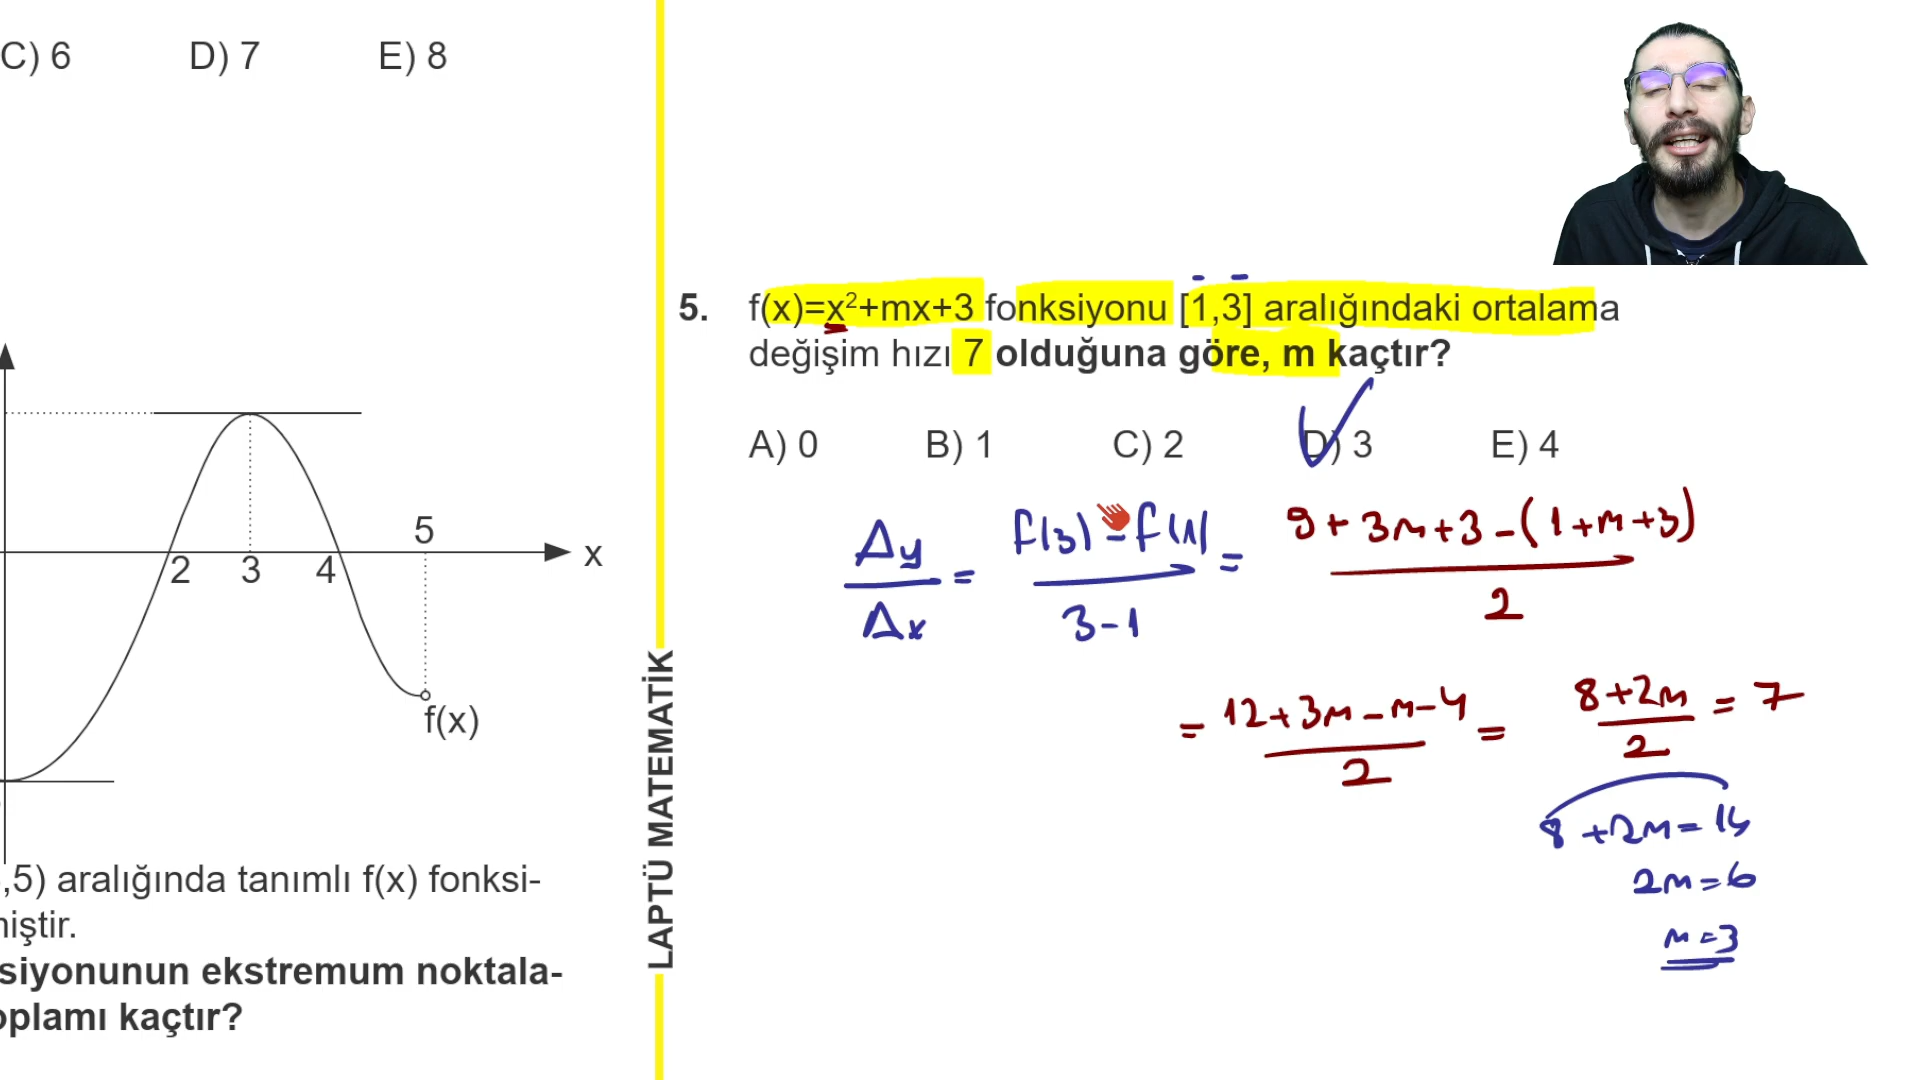 C) 6 D) 7 E) 8
5
2 3 4 x
f(x)
,5) aralığında tanımlı f(x) fonksi-
miştir.
siyonunun ekstremum noktala-
oplamı kaçtır?
LAPTÜ MATEMATİK
5. f(x)=x²+mx+3 fonksiyonu [1,3] aralığındaki ortalama
değişim hızı 7 olduğuna göre, m kaçtır?
A) 0 B) 1 C) 2 D) 3 E) 4
Δy/Δx = f(3)-f(1)/3-1 = 9+3m+3-(1+m+3)/2
= 12+3m-m-4/2 = 8+2m/2 = 7
8+2m=14
2m=6
m=3